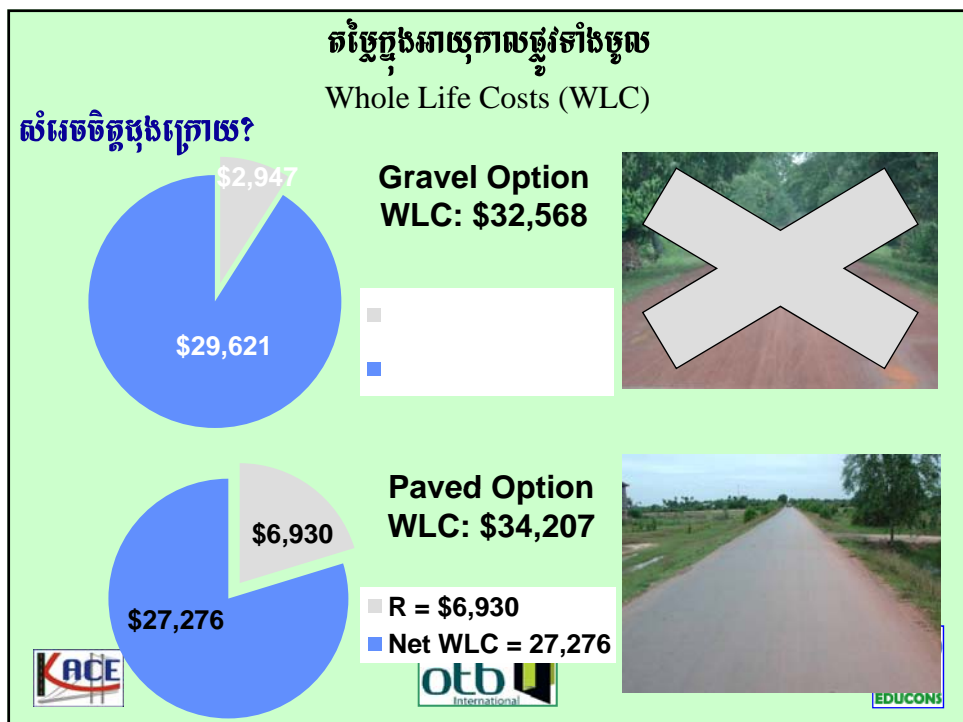 តម្លៃក្នុងអាយុកាលផ្លូវទាំងមូល
Whole Life Costs (WLC)
សំរេចចិត្តដុងក្រោយ?
$2,947
$29,621
Gravel Option
WLC: $32,568
$6,930
$27,276
Paved Option
WLC: $34,207
R = $6,930
Net WLC = 27,276
KACE
otb
International
EDUCONS